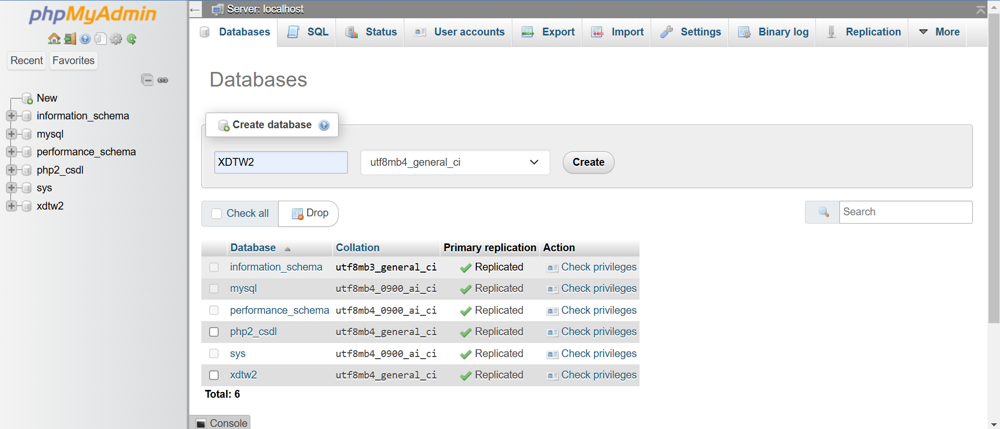 phpMyAdmin
Recent Favorites
New
information_schema
mysql
performance_schema
php2_csdl
sys
xdtw2
Server: localhost
Databases SQL Status User accounts Export Import Settings Binary log Replication More
Databases
Create database
XDTW2 utf8mb4_general_ci Create
Check all Drop Search
Database Collation Primary replication Action
information_schema utf8mb3_general_ci Replicated Check privileges
mysql utf8mb4_0900_ai_ci Replicated Check privileges
performance_schema utf8mb4_0900_ai_ci Replicated Check privileges
php2_csdl utf8mb4_general_ci Replicated Check privileges
sys utf8mb4_0900_ai_ci Replicated Check privileges
xdtw2 utf8mb4_general_ci Replicated Check privileges
Total: 6
Console